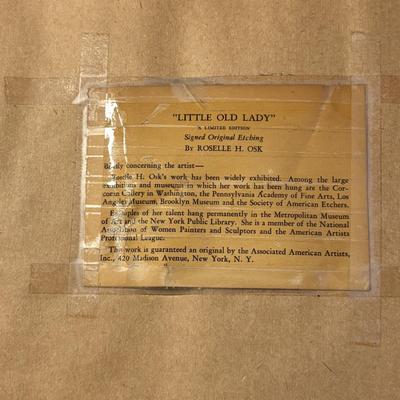 "LITTLE OLD LADY"
A LIMITED EDITION
Signed Original Etching
By ROSELLE H. OSK
Briefly concerning the artist—
Roselle H. Osk's work has been widely exhibited. Among the large
exhibitions and museums in which her work has been hung are the Cor-
coran Gallery in Washington, the Pennsylvania Academy of Fine Arts, Los
Angeles Museum, Brooklyn Museum and the Society of American Etchers.
Examples of her talent hang permanently in the Metropolitan Museum
of Art and the New York Public Library. She is a member of the National
Association of Women Painters and Sculptors and the American Artists
Professional League.
This work is guaranteed an original by the Associated American Artists,
Inc., 420 Madison Avenue, New York, N. Y.